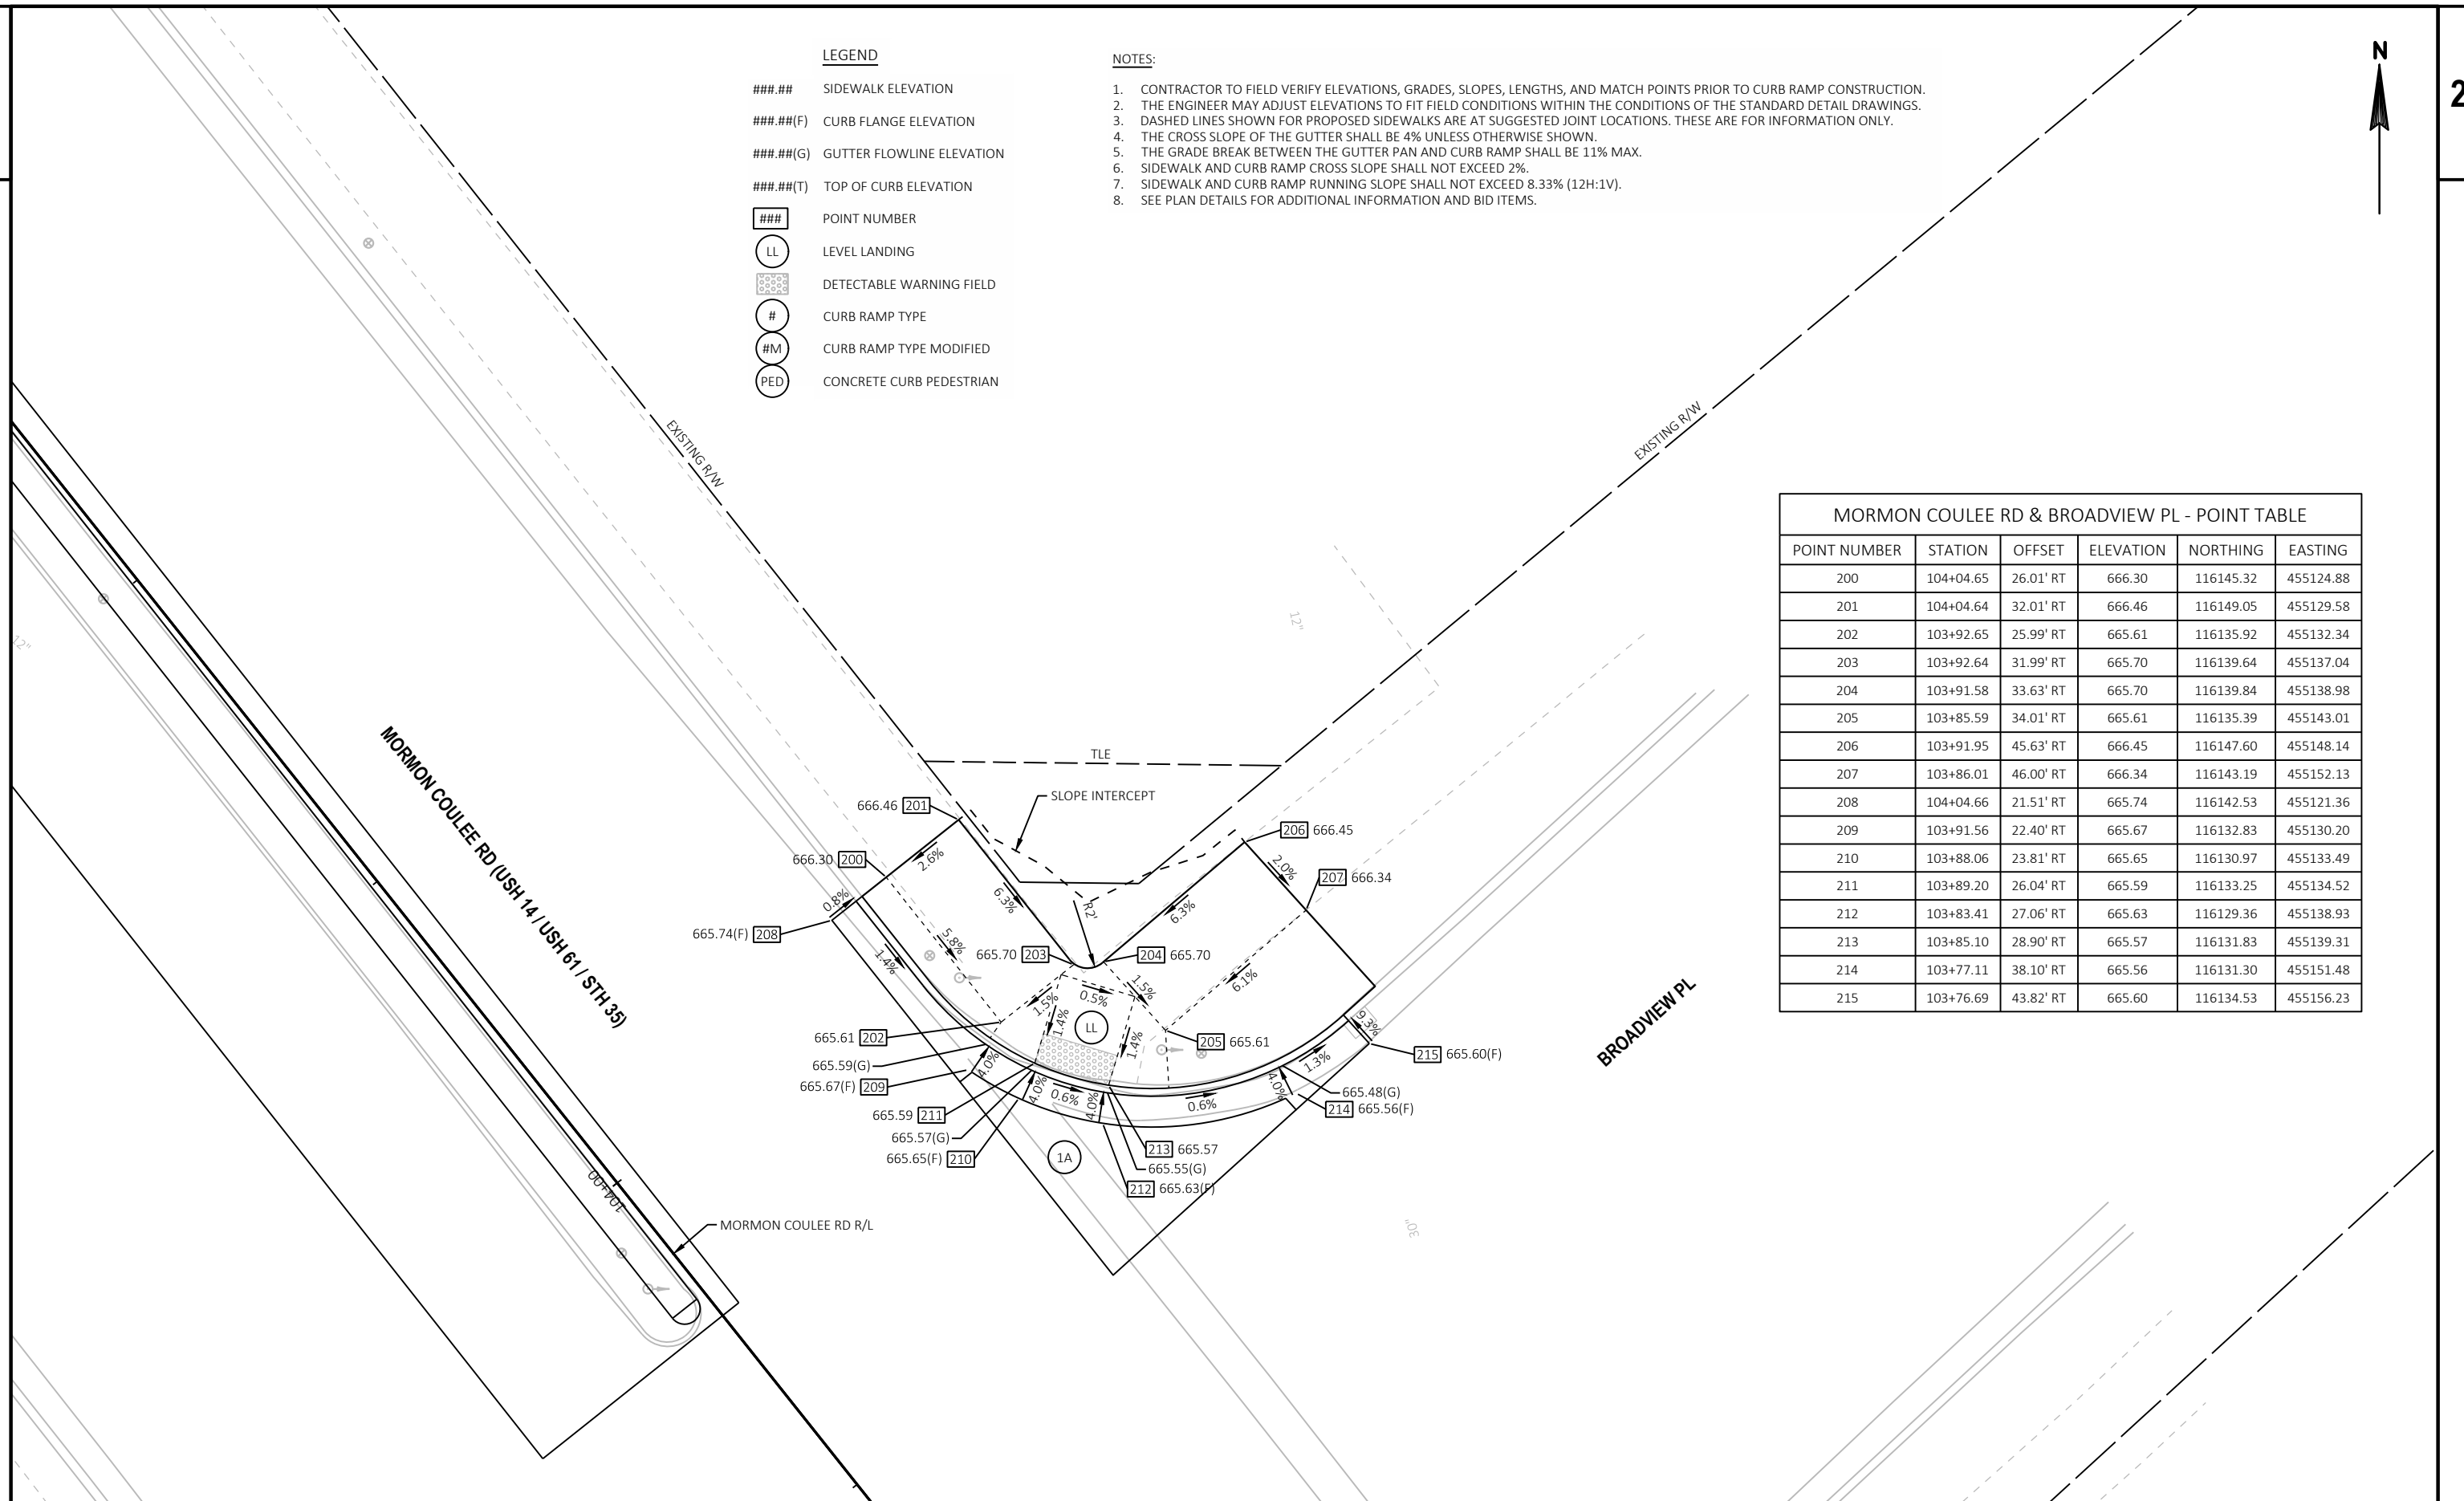 LEGEND
###.## SIDEWALK ELEVATION
###.##(F) CURB FLANGE ELEVATION
###.##(G) GUTTER FLOWLINE ELEVATION
###.##(T) TOP OF CURB ELEVATION
### POINT NUMBER
LL LEVEL LANDING
DETECTABLE WARNING FIELD
# CURB RAMP TYPE
#M CURB RAMP TYPE MODIFIED
PED CONCRETE CURB PEDESTRIAN
NOTES:
1. CONTRACTOR TO FIELD VERIFY ELEVATIONS, GRADES, SLOPES, LENGTHS, AND MATCH POINTS PRIOR TO CURB RAMP CONSTRUCTION.
2. THE ENGINEER MAY ADJUST ELEVATIONS TO FIT FIELD CONDITIONS WITHIN THE CONDITIONS OF THE STANDARD DETAIL DRAWINGS.
3. DASHED LINES SHOWN FOR PROPOSED SIDEWALKS ARE AT SUGGESTED JOINT LOCATIONS. THESE ARE FOR INFORMATION ONLY.
4. THE CROSS SLOPE OF THE GUTTER SHALL BE 4% UNLESS OTHERWISE SHOWN.
5. THE GRADE BREAK BETWEEN THE GUTTER PAN AND CURB RAMP SHALL BE 11% MAX.
6. SIDEWALK AND CURB RAMP CROSS SLOPE SHALL NOT EXCEED 2%.
7. SIDEWALK AND CURB RAMP RUNNING SLOPE SHALL NOT EXCEED 8.33% (12H:1V).
8. SEE PLAN DETAILS FOR ADDITIONAL INFORMATION AND BID ITEMS.
N
2
EXISTING R/W
EXISTING R/W
MORMON COULEE RD & BROADVIEW PL - POINT TABLE
POINT NUMBER STATION OFFSET ELEVATION NORTHING EASTING
200 104+04.65 26.01' RT 666.30 116145.32 455124.88
201 104+04.64 32.01' RT 666.46 116149.05 455129.58
202 103+92.65 25.99' RT 665.61 116135.92 455132.34
203 103+92.64 31.99' RT 665.70 116139.64 455137.04
204 103+91.58 33.63' RT 665.70 116139.84 455138.98
205 103+85.59 34.01' RT 665.61 116135.39 455143.01
206 103+91.95 45.63' RT 666.45 116147.60 455148.14
207 103+86.01 46.00' RT 666.34 116143.19 455152.13
208 104+04.66 21.51' RT 665.74 116142.53 455121.36
209 103+91.56 22.40' RT 665.67 116132.83 455130.20
210 103+88.06 23.81' RT 665.65 116130.97 455133.49
211 103+89.20 26.04' RT 665.59 116133.25 455134.52
212 103+83.41 27.06' RT 665.63 116129.36 455138.93
213 103+85.10 28.90' RT 665.57 116131.83 455139.31
214 103+77.11 38.10' RT 665.56 116131.30 455151.48
215 103+76.69 43.82' RT 665.60 116134.53 455156.23
12"
12"
MORMON COULEE RD (USH 14 / USH 61 / STH 35)
TLE
SLOPE INTERCEPT
666.46 201
206 666.45
666.30 200
2.6%
2.0%
207 666.34
0.8%
6.3%
R2'
6.3%
665.74(F) 208
1.4%
5.8%
665.70 203
204 665.70
6.1%
1.5%
0.5%
1.5%
1.4%
LL
1.4%
665.61 202
205 665.61
9.3%
215 665.60(F)
665.59(G)
665.67(F) 209
4.0%
4.0%
0.6%
4.0%
0.6%
4.0%
1.3%
665.48(G)
214 665.56(F)
665.59 211
665.57(G)
665.65(F) 210
213 665.57
665.55(G)
212 665.63(F)
1A
BROADVIEW PL
30"
104+00
MORMON COULEE RD R/L